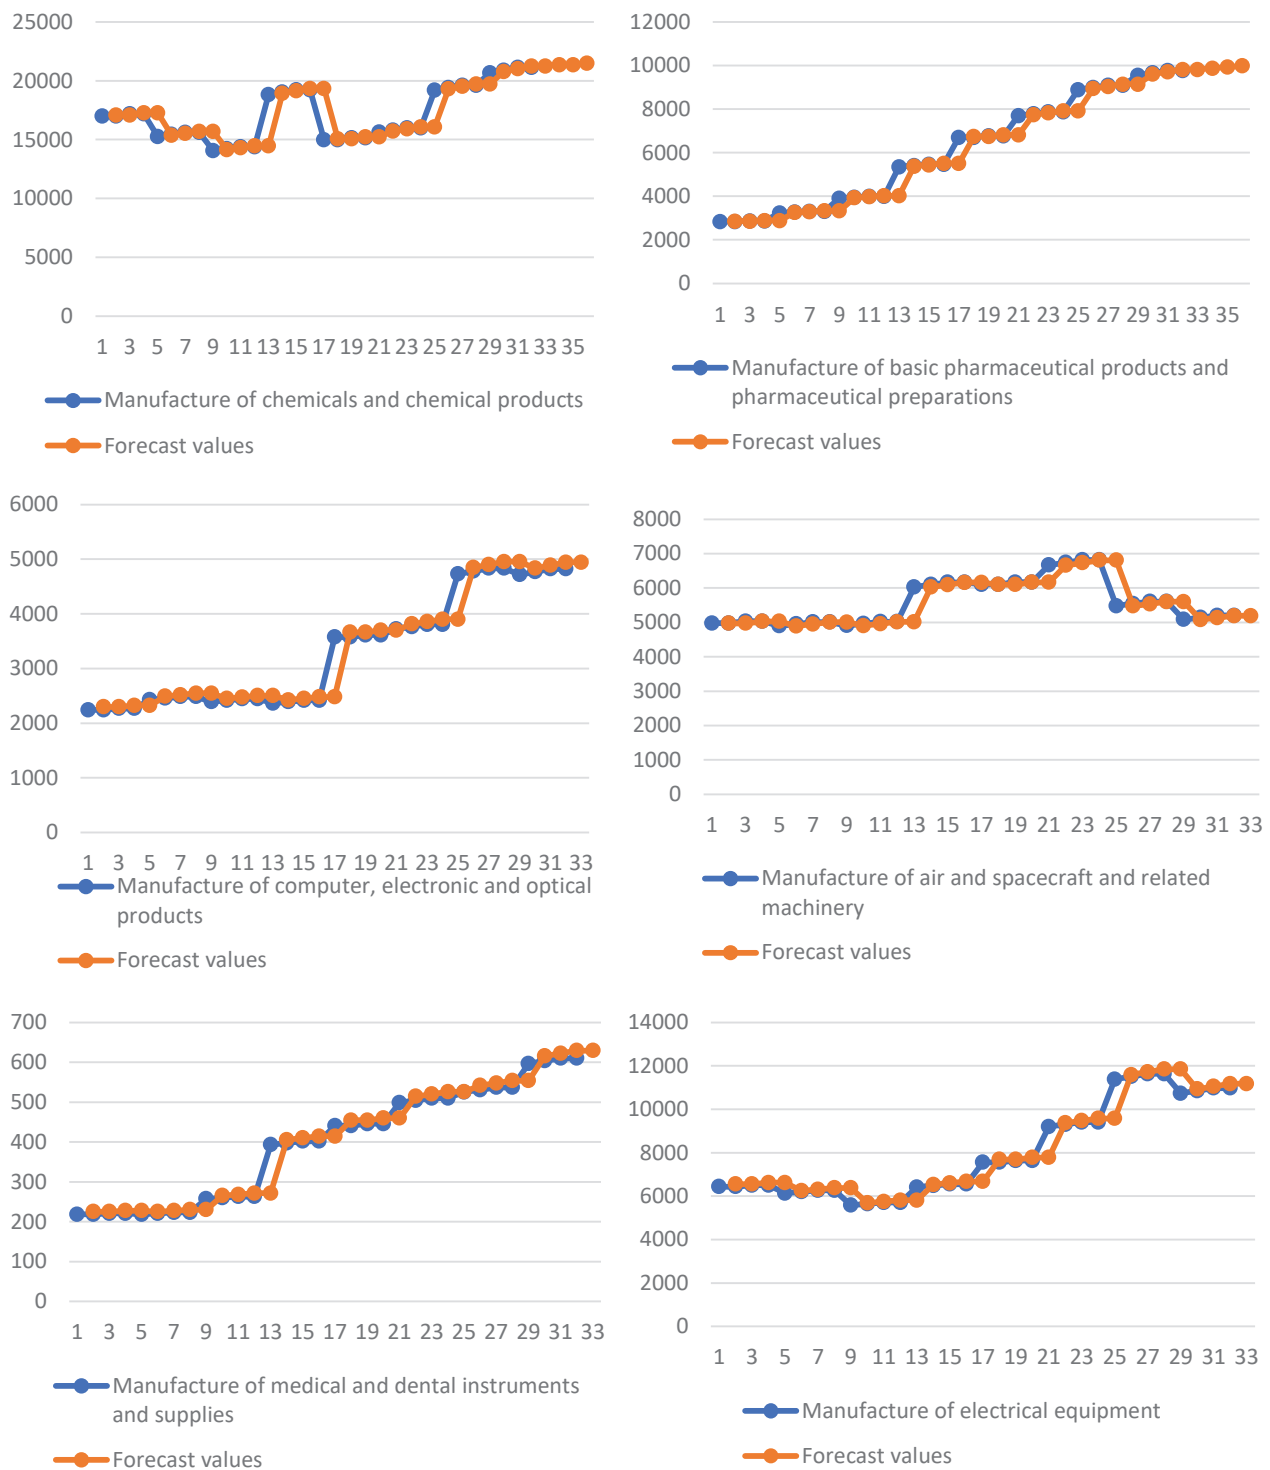 25000
20000
15000
10000
5000
0
1 3 5 7 9 11 13 15 17 19 21 23 25 27 29 31 33 35
Manufacture of chemicals and chemical products
Forecast values
12000
10000
8000
6000
4000
2000
0
1 3 5 7 9 11 13 15 17 19 21 23 25 27 29 31 33 35
Manufacture of basic pharmaceutical products and
pharmaceutical preparations
Forecast values
6000
5000
4000
3000
2000
1000
0
1 3 5 7 9 11 13 15 17 19 21 23 25 27 29 31 33
Manufacture of computer, electronic and optical
products
Forecast values
8000
7000
6000
5000
4000
3000
2000
1000
0
1 3 5 7 9 11 13 15 17 19 21 23 25 27 29 31 33
Manufacture of air and spacecraft and related
machinery
Forecast values
700
600
500
400
300
200
100
0
1 3 5 7 9 11 13 15 17 19 21 23 25 27 29 31 33
Manufacture of medical and dental instruments
and supplies
Forecast values
14000
12000
10000
8000
6000
4000
2000
0
1 3 5 7 9 11 13 15 17 19 21 23 25 27 29 31 33
Manufacture of electrical equipment
Forecast values